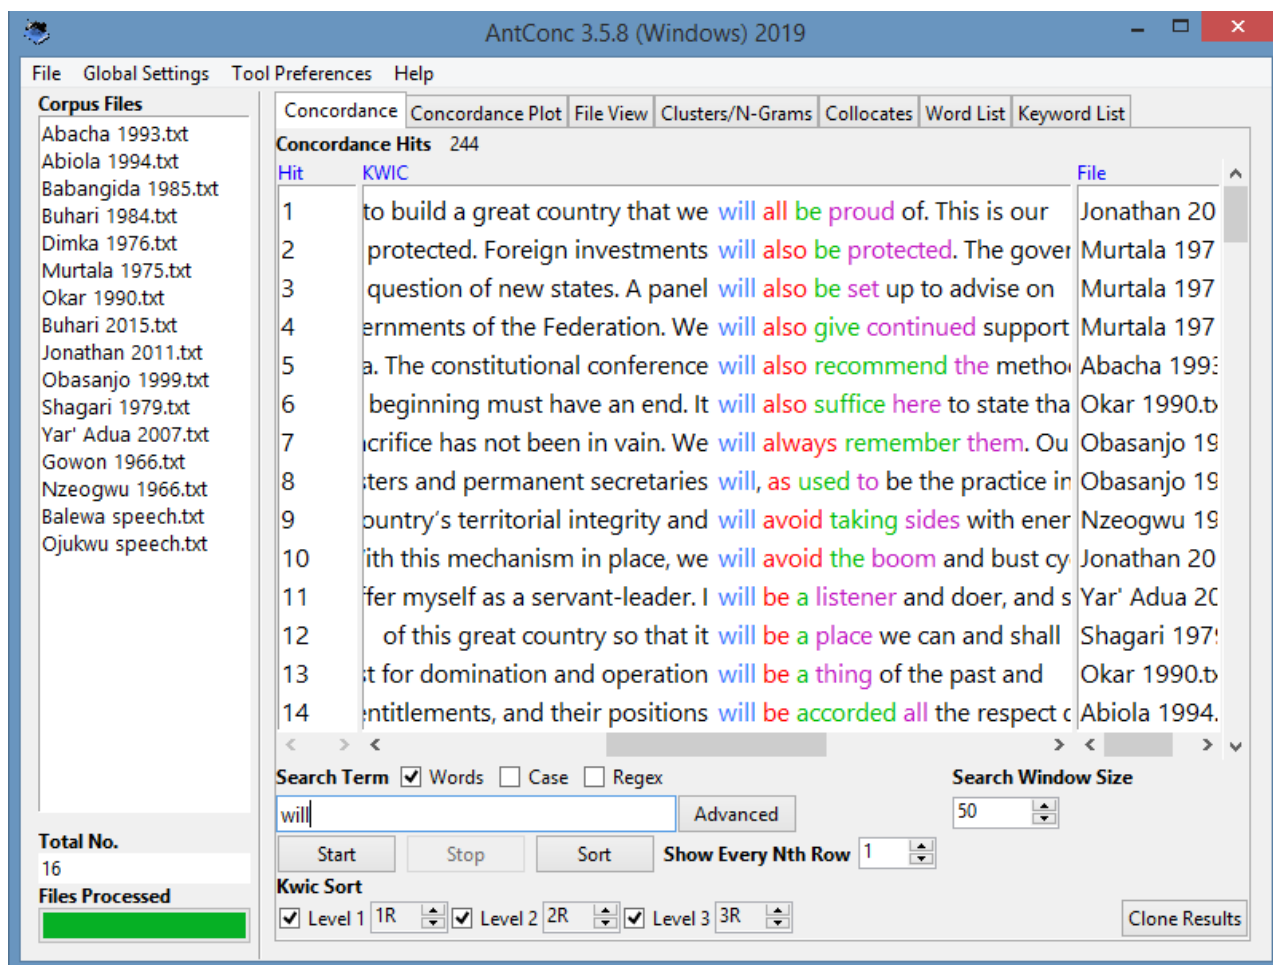 AntConc 3.5.8 (Windows) 2019
File Global Settings Tool Preferences Help
Corpus Files
Abacha 1993.txt
Abiola 1994.txt
Babangida 1985.txt
Buhari 1984.txt
Dimka 1976.txt
Murtala 1975.txt
Okar 1990.txt
Buhari 2015.txt
Jonathan 2011.txt
Obasanjo 1999.txt
Shagari 1979.txt
Yar' Adua 2007.txt
Gowon 1966.txt
Nzeogwu 1966.txt
Balewa speech.txt
Ojukwu speech.txt
Total No.
16
Files Processed
Concordance Concordance Plot File View Clusters/N-Grams Collocates Word List Keyword List
Concordance Hits 244
Hit KWIC File
1 to build a great country that we will all be proud of. This is our Jonathan 20
2 protected. Foreign investments will also be protected. The gover Murtala 197
3 question of new states. A panel will also be set up to advise on Murtala 197
4 ernments of the Federation. We will also give continued support Murtala 197
5 a. The constitutional conference will also recommend the metho Abacha 1993
6 beginning must have an end. It will also suffice here to state tha Okar 1990.t
7 acrifice has not been in vain. We will always remember them. Ou Obasanjo 19
8 sters and permanent secretaries will, as used to be the practice in Obasanjo 19
9 ountry's territorial integrity and will avoid taking sides with ener Nzeogwu 19
10 ith this mechanism in place, we will avoid the boom and bust cy Jonathan 20
11 ffer myself as a servant-leader. I will be a listener and doer, and s Yar' Adua 20
12 of this great country so that it will be a place we can and shall Shagari 197
13 st for domination and operation will be a thing of the past and Okar 1990.t
14 entitlements, and their positions will be accorded all the respect Abiola 1994.
Search Term Words Case Regex Search Window Size
will Advanced 50
Start Stop Sort Show Every Nth Row 1
Kwic Sort
Level 1 1R Level 2 2R Level 3 3R Clone Results